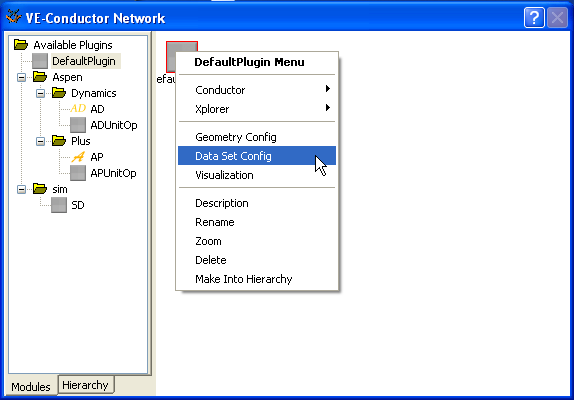 VE-Conductor Network
Available Plugins
DefaultPlugin
Aspen
Dynamics
AD
AD
ADUnitOp
Plus
AP
APUnitOp
sim
SD
Modules
Hierarchy
efau
DefaultPlugin Menu
Conductor
Xplorer
Geometry Config
Data Set Config
Visualization
Description
Rename
Zoom
Delete
Make Into Hierarchy